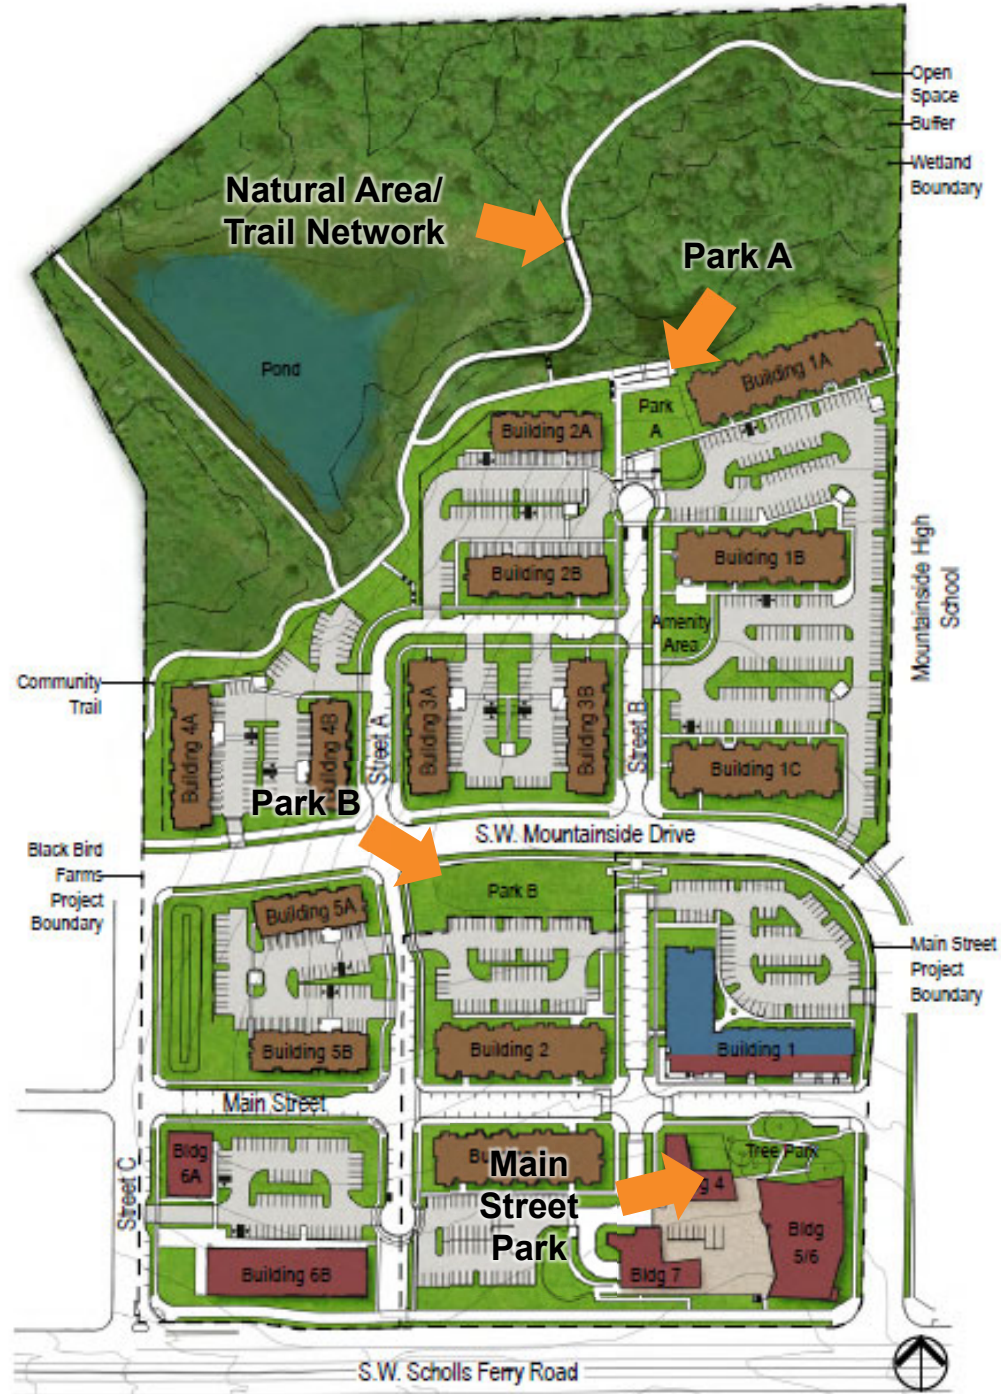 Open
Space
Buffer
Wetland
Boundary
Natural Area/
Trail Network
Park A
Pond
Building 1A
Park
A
Building 2A
Mountainside High
School
Building 1B
Building 2B
Amenity
Area
Community
Trail
Building 4A
Building 4B
Street A
Building 3A
Building 3B
Street B
Building 1C
Park B
S.W. Mountainside Drive
Black Bird
Farms
Project
Boundary
Park B
Building 5A
Main Street
Project
Boundary
Building 5B
Building 2
Building 1
Main Street
Street C
Bldg
6A
Main
Street
Park
Tree Park
4
Bldg
5/6
Building 6B
Bldg 7
S.W. Scholls Ferry Road